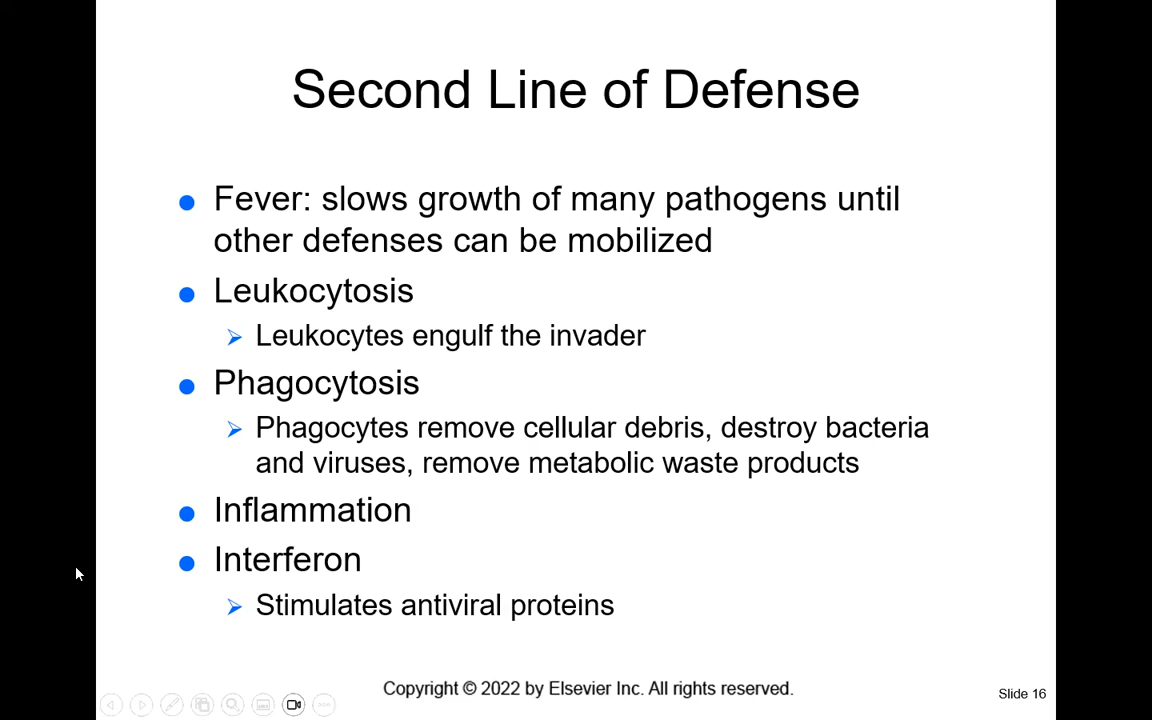 Second Line of Defense
Fever: slows growth of many pathogens until
other defenses can be mobilized
Leukocytosis
Leukocytes engulf the invader
Phagocytosis
Phagocytes remove cellular debris, destroy bacteria
and viruses, remove metabolic waste products
Inflammation
Interferon
Stimulates antiviral proteins
Copyright © 2022 by Elsevier Inc. All rights reserved.
Slide 16